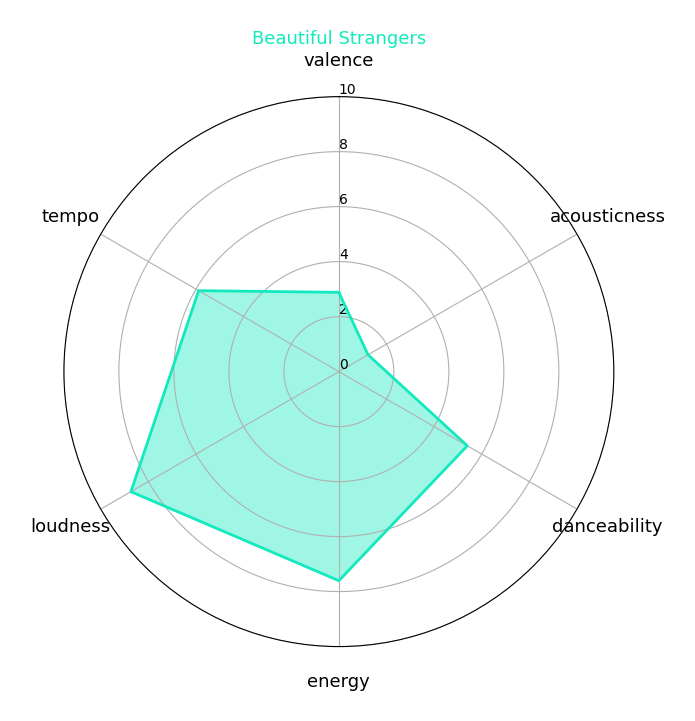 Beautiful Strangers
valence
10
8
6
4
2
0
tempo
acousticness
loudness
danceability
energy